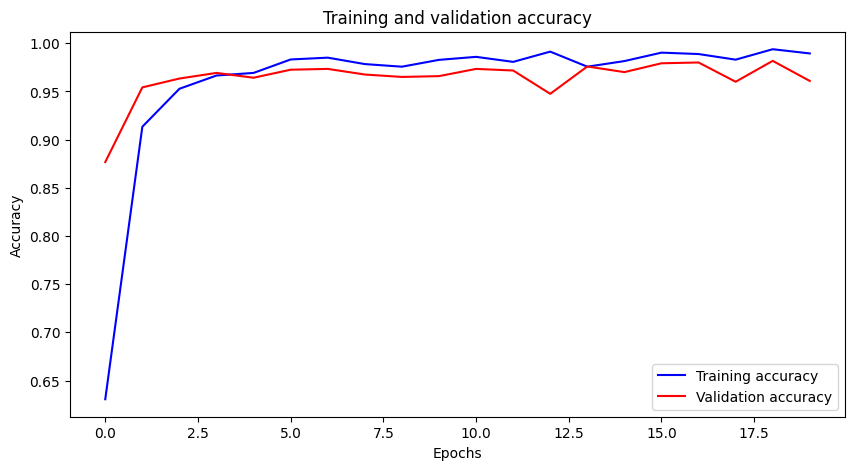 Training and validation accuracy
1.00
0.95
0.90
0.85
0.80
0.75
0.70
0.65
Accuracy
Training accuracy
Validation accuracy
0.0 2.5 5.0 7.5 10.0 12.5 15.0 17.5
Epochs